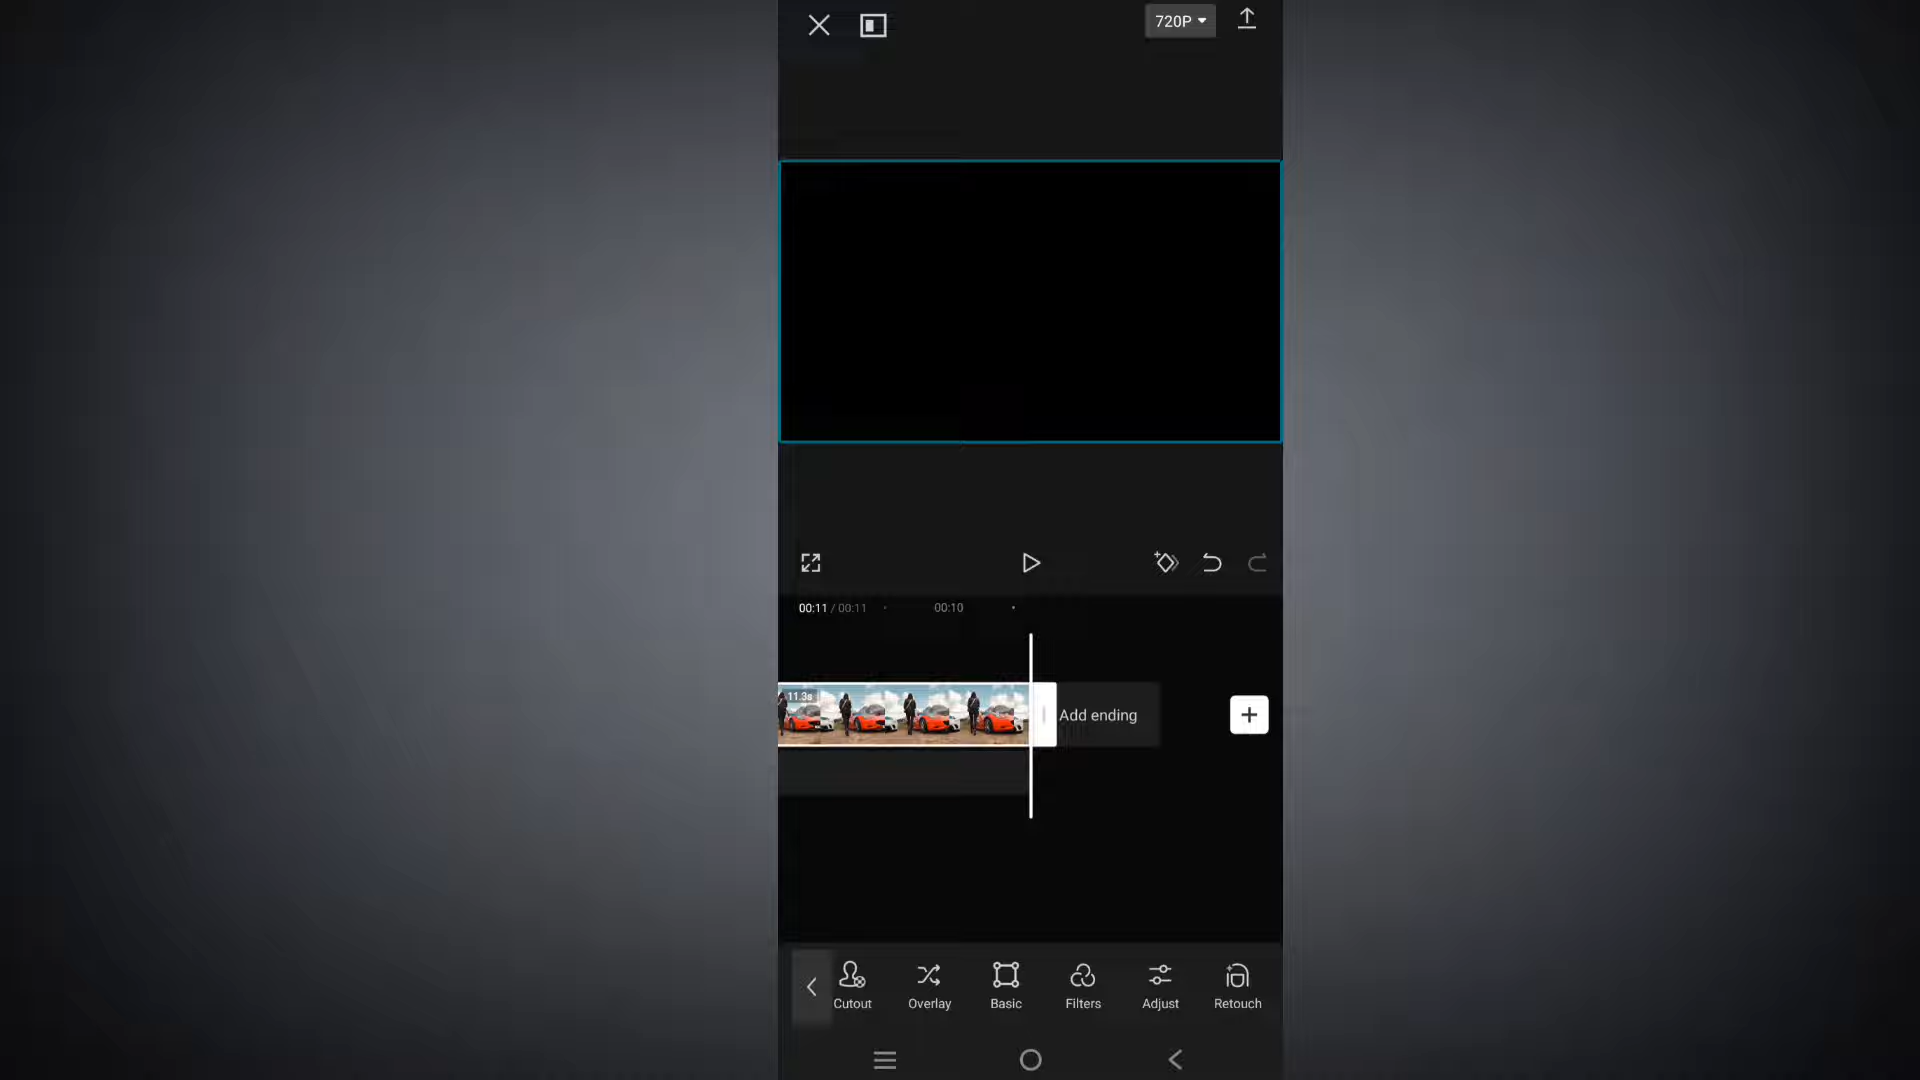 720P
00:11 / 00:11
00:10
11.3s
Add ending
Cutout
Overlay
Basic
Filters
Adjust
Retouch